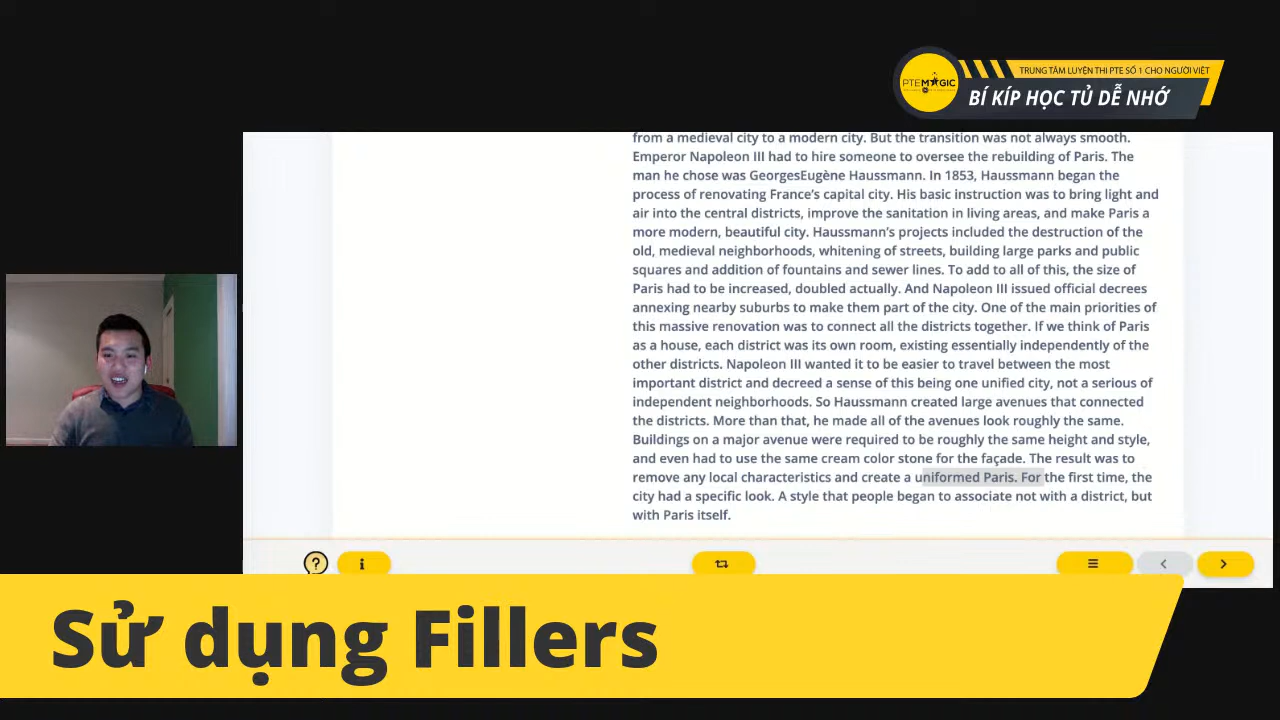 TRUNG TÂM LUYỆN THI PTE SỐ 1 CHO NGƯỜI VIỆT
PTEMAGIC
BÍ KÍP HỌC TỦ DỄ NHỚ
from a medieval city to a modern city. But the transition was not always smooth.
Emperor Napoleon III had to hire someone to oversee the rebuilding of Paris. The
man he chose was GeorgesEugène Haussmann. In 1853, Haussmann began the
process of renovating France's capital city. His basic instruction was to bring light and
air into the central districts, improve the sanitation in living areas, and make Paris a
more modern, beautiful city. Haussmann's projects included the destruction of the
old, medieval neighborhoods, whitening of streets, building large parks and public
squares and addition of fountains and sewer lines. To add to all of this, the size of
Paris had to be increased, doubled actually. And Napoleon III issued official decrees
annexing nearby suburbs to make them part of the city. One of the main priorities of
this massive renovation was to connect all the districts together. If we think of Paris
as a house, each district was its own room, existing essentially independently of the
other districts. Napoleon III wanted it to be easier to travel between the most
important district and decreed a sense of this being one unified city, not a serious of
independent neighborhoods. So Haussmann created large avenues that connected
the districts. More than that, he made all of the avenues look roughly the same.
Buildings on a major avenue were required to be roughly the same height and style,
and even had to use the same cream color stone for the façade. The result was to
remove any local characteristics and create a uniformed Paris. For the first time, the
city had a specific look. A style that people began to associate not with a district, but
with Paris itself.
Sử dụng Fillers